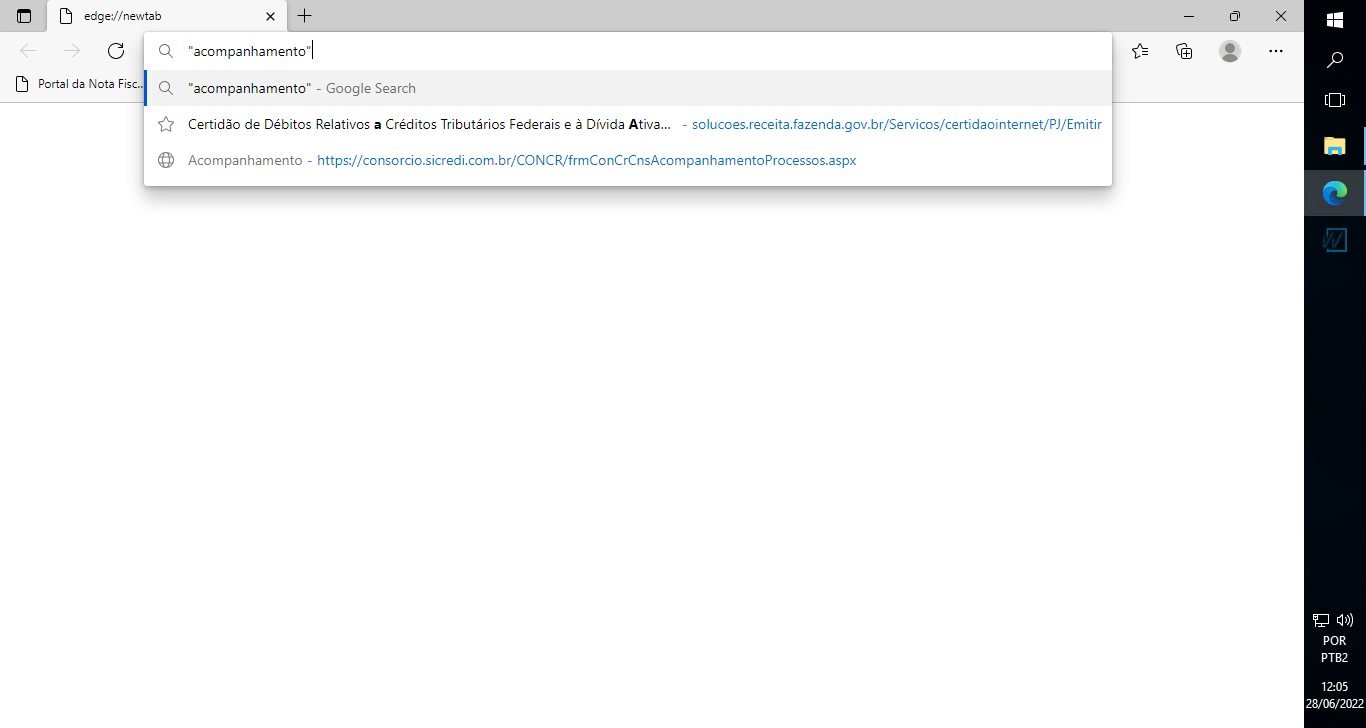 edge://newtab
"acompanhamento"
Portal da Nota Fisc...
"acompanhamento" - Google Search
Certidão de Débitos Relativos a Créditos Tributários Federais e à Dívida Ativa... - solucoes.receita.fazenda.gov.br/Servicos/certidaointernet/PJ/Emitir
Acompanhamento - https://consorcio.sicredi.com.br/CONCR/frmConCrCnsAcompanhamentoProcessos.aspx
POR
PTB2
12:05
28/06/2022